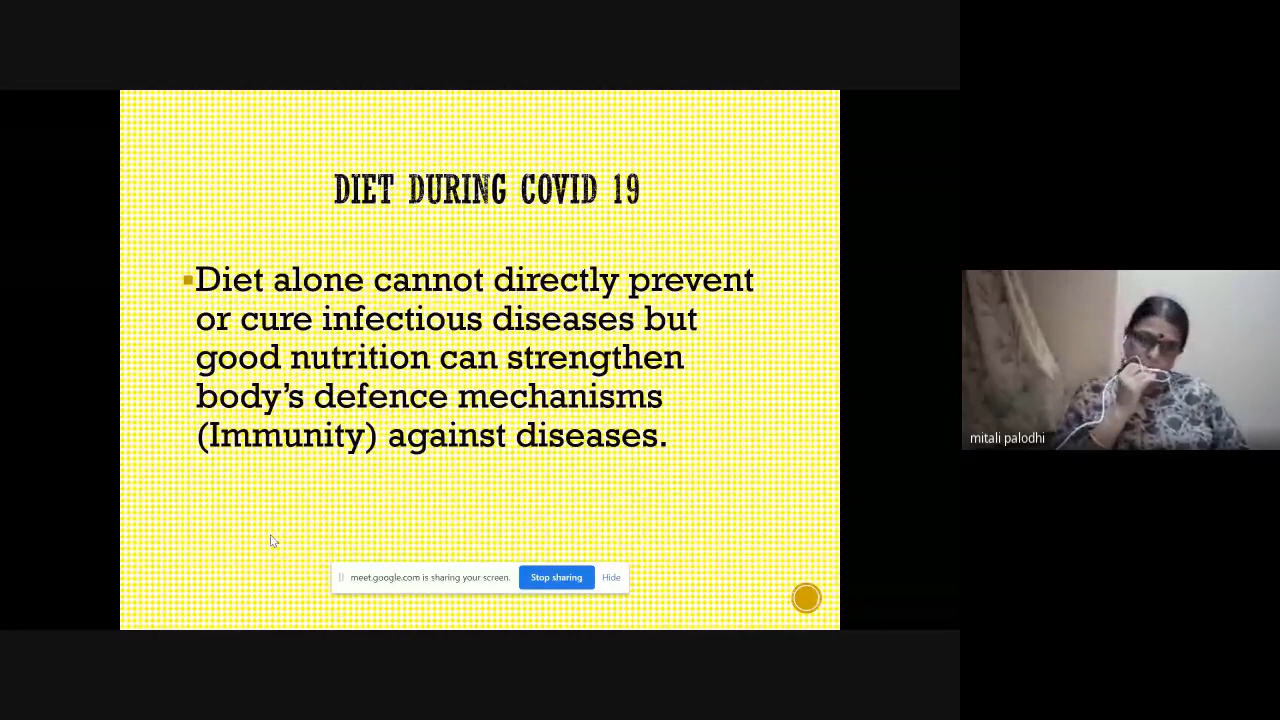 DIET DURING COVID 19
Diet alone cannot directly prevent
or cure infectious diseases but
good nutrition can strengthen
body's defence mechanisms
(Immunity) against diseases.
meet.google.com is sharing your screen.
Stop sharing
Hide
mitali palodhi